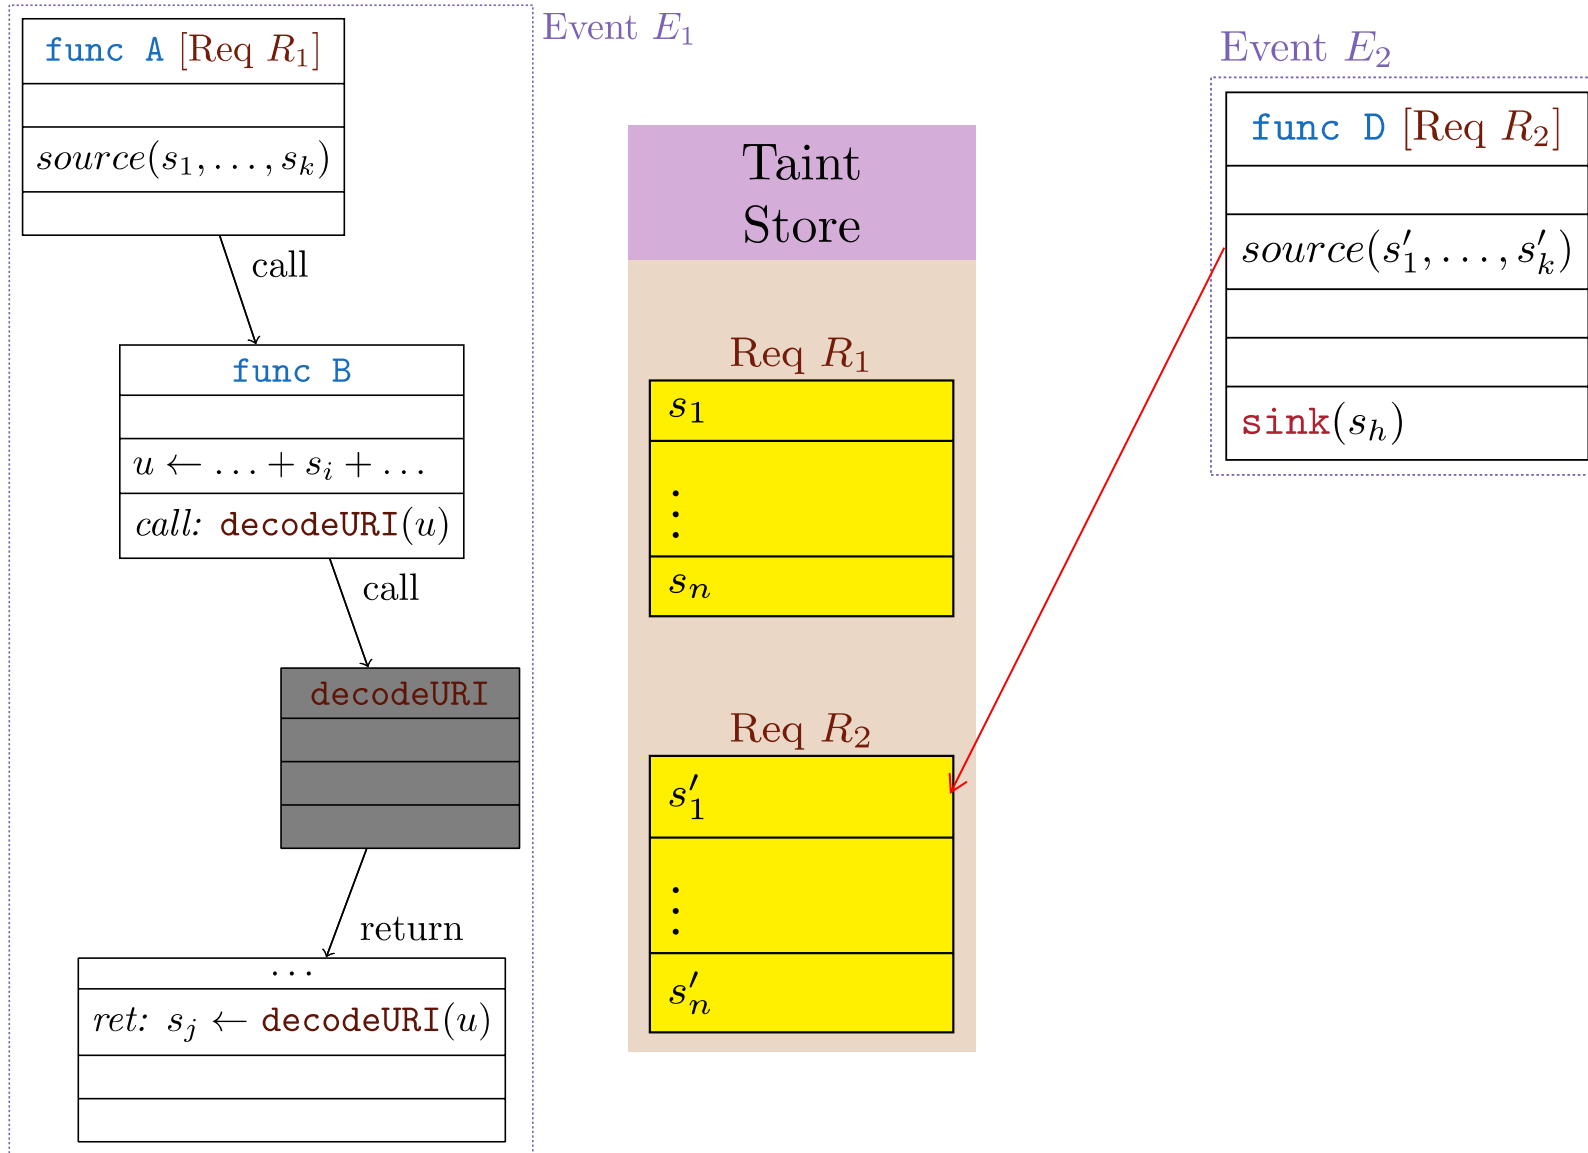 Event E₁
func A [Req R₁]
source(s₁, …, sₖ)
call
func B
u ← … + sᵢ + …
call: decodeURI(u)
call
decodeURI
return
…
ret: sⱼ ← decodeURI(u)
Taint
Store
Req R₁
s₁
⋮
sₙ
Req R₂
s′₁
⋮
s′ₙ
Event E₂
func D [Req R₂]
source(s′₁, …, s′ₖ)
sink(sₕ)